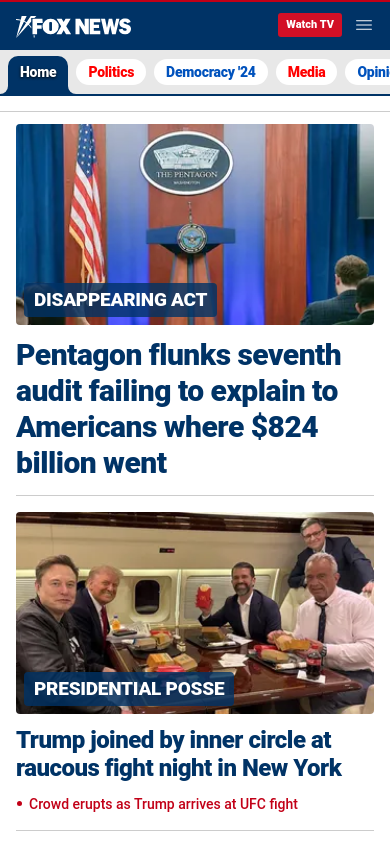 FOX NEWS
Watch TV
Home Politics Democracy '24 Media Opini
THE PENTAGON
WASHINGTON
DISAPPEARING ACT
Pentagon flunks seventh
audit failing to explain to
Americans where $824
billion went
PRESIDENTIAL POSSE
Trump joined by inner circle at
raucous fight night in New York
Crowd erupts as Trump arrives at UFC fight